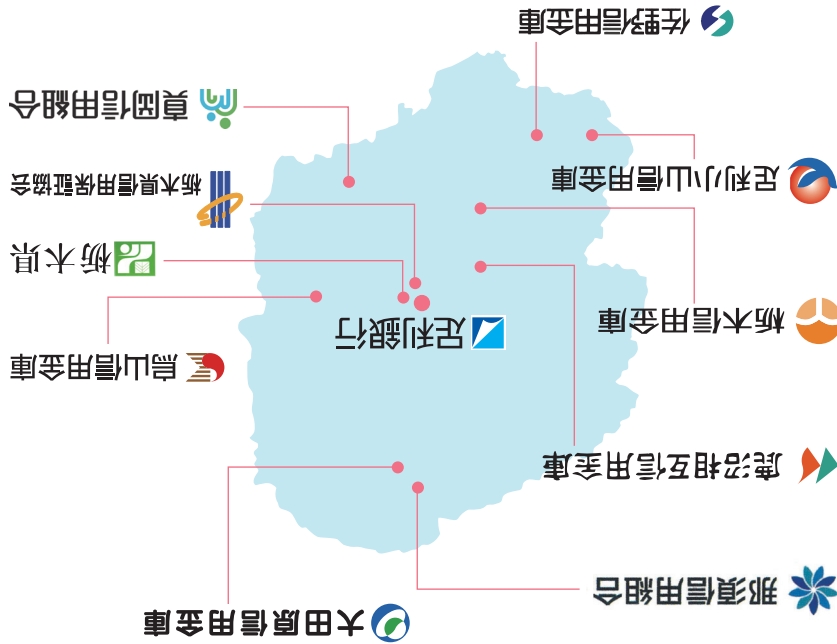 那須信用組合
大田原信用金庫
鹿沼相互信用金庫
烏山信用金庫
足利銀行
栃木信用金庫
栃木県
栃木県信用保証協会
足利小山信用金庫
真岡信用組合
佐野信用金庫